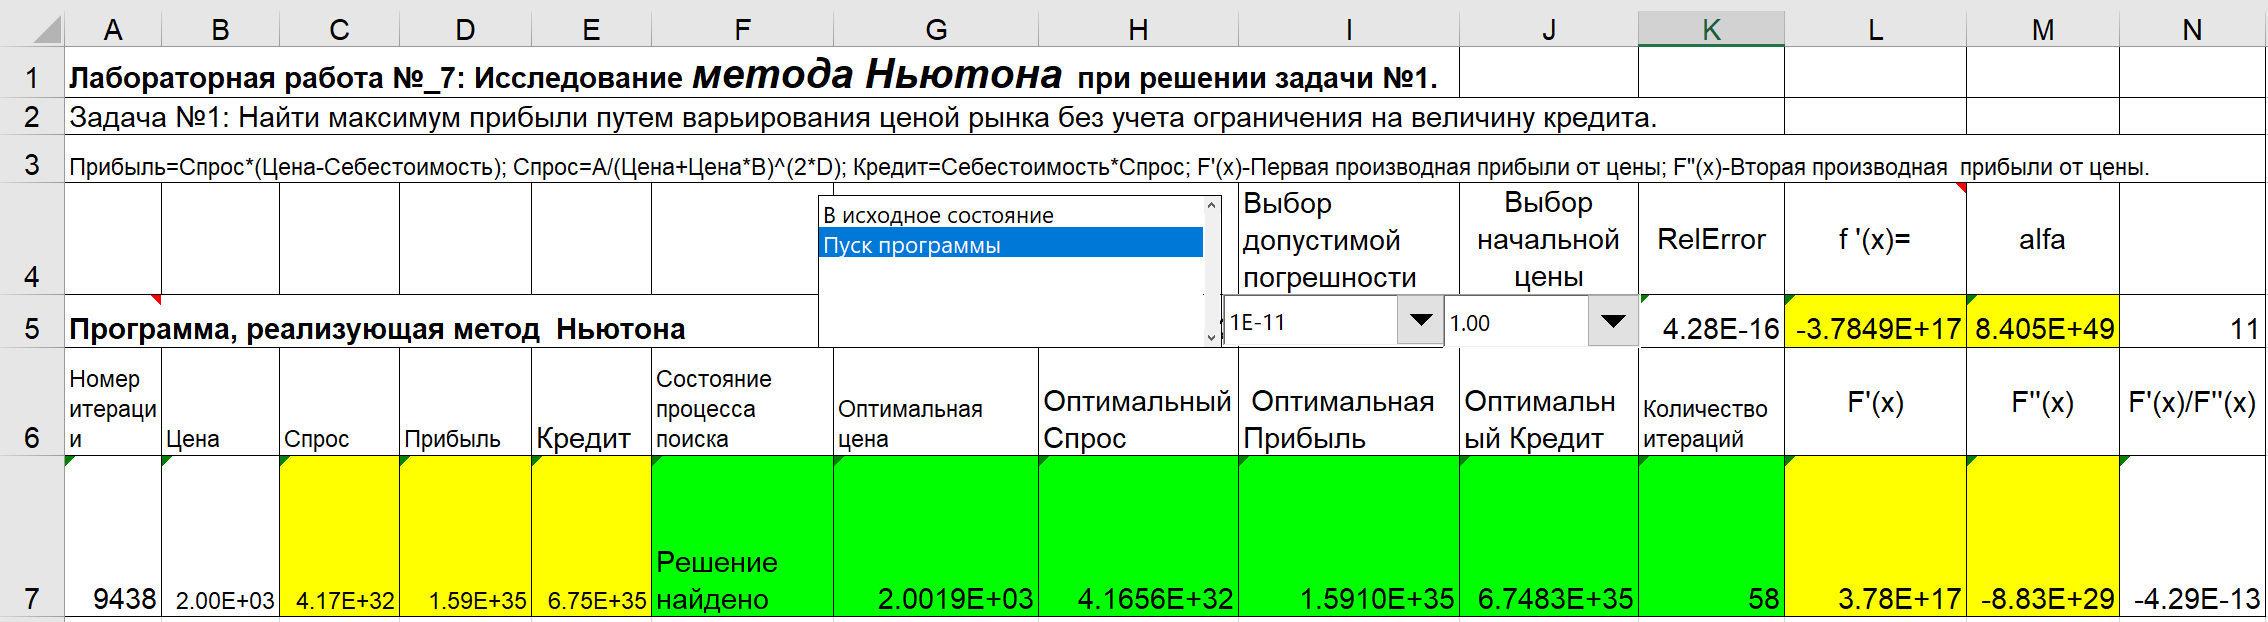 A B C D E F G H I J K L M N
1 Лабораторная работа №_7: Исследование метода Ньютона при решении задачи №1.
2 Задача №1: Найти максимум прибыли путем варьирования ценой рынка без учета ограничения на величину кредита.
3 Прибыль=Спрос*(Цена-Себестоимость); Спрос=A/(Цена+Цена*B)^(2*D); Кредит=Себестоимость*Спрос; F'(x)-Первая производная прибыли от цены; F"(x)-Вторая производная прибыли от цены.
4
В исходное состояние
Пуск программы
Выбор
допустимой
погрешности
Выбор
начальной
цены
RelError
f '(x)=
alfa
5 Программа, реализующая метод Ньютона
1E-11
1.00
4.28E-16 -3.7849E+17 8.405E+49 11
6
Номер
итераци
и
Цена
Спрос
Прибыль
Кредит
Состояние
процесса
поиска
Оптимальная
цена
Оптимальный
Спрос
Оптимальная
Прибыль
Оптимальн
ый Кредит
Количество
итераций
F'(x)
F"(x)
F'(x)/F"(x)
7 9438 2.00E+03 4.17E+32 1.59E+35 6.75E+35
Решение
найдено
2.0019E+03 4.1656E+32 1.5910E+35 6.7483E+35 58 3.78E+17 -8.83E+29 -4.29E-13